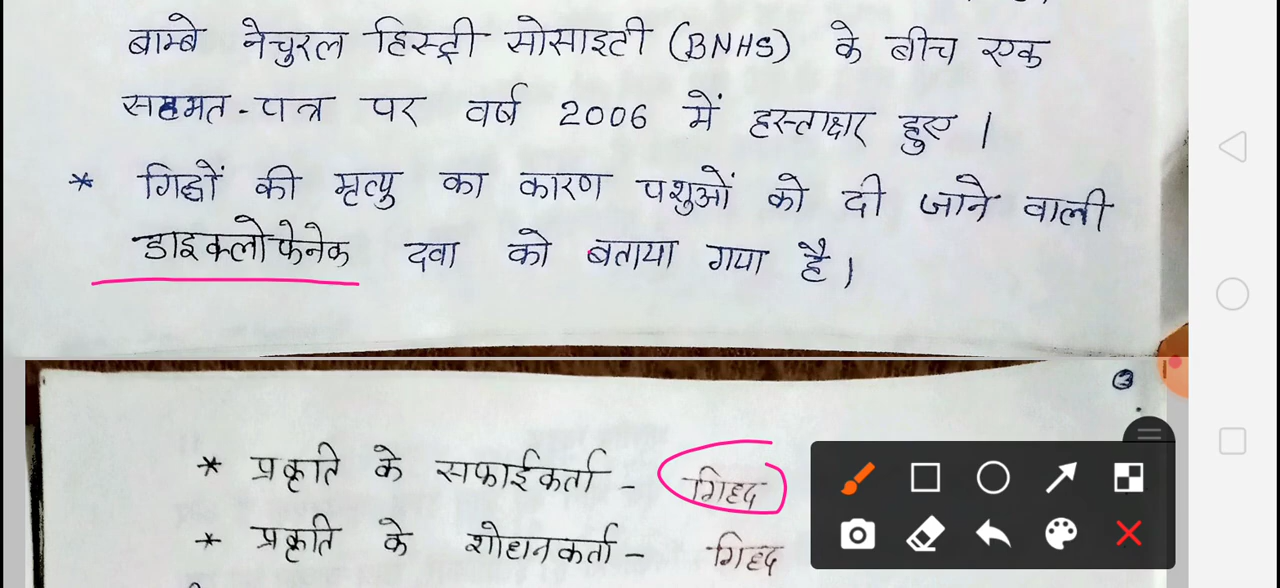 बाम्बे नेचुरल हिस्ट्री सोसाइटी (BNHS) के बीच एक
सहमत-पत्र पर वर्ष 2006 में हस्ताक्षर हुए।
* गिद्धों की मृत्यु का कारण पशुओं को दी जाने वाली
डाइक्लोफेनेक दवा को बताया गया है।
3
* प्रकृति के सफाईकर्ता - गिद्द
* प्रकृति के शोधनकर्ता - गिद्द